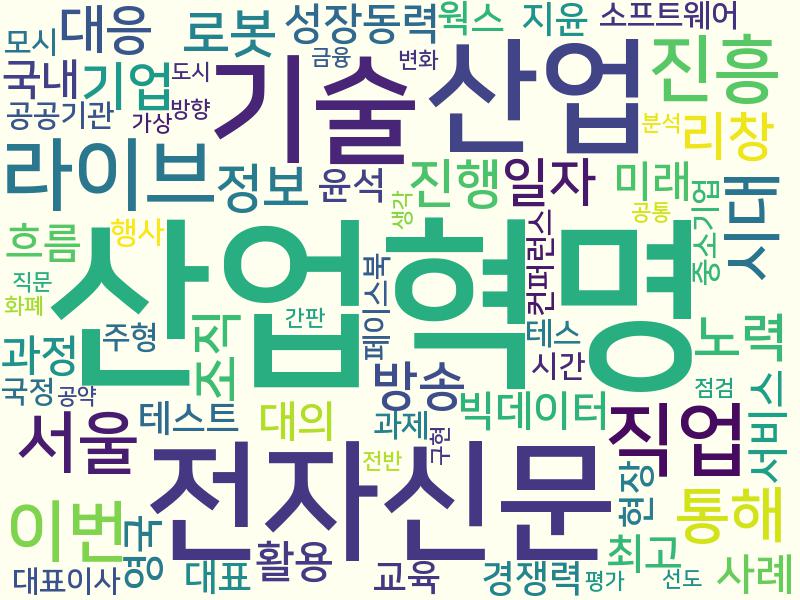 모시
대응
로봇
성장동력
웍스
지윤
소프트웨어
국내
기업
도시
금융
변화
기술
산업
진흥
공공기관
가상
방향
분석
리창
라이브
정보
윤석
진행
일자
미래
생각
공통
중소기업
시대
흐름
행사
산업혁명
컨퍼런스
페이스북
직문
화폐
간판
주형
조직
테스
시간
노력
과정
국정
공약
방송
빅데이터
점검
서비스
서울
테스트
대의
과제
구현
직업
전반
전자신문
현장
통해
이번
영국
활용
최고
대표이사
대표
교육
경쟁력
평가
선도
사례